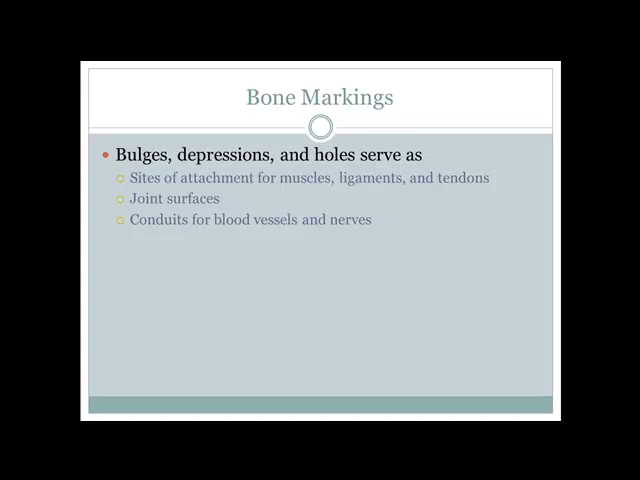 Bone Markings
Bulges, depressions, and holes serve as
Sites of attachment for muscles, ligaments, and tendons
Joint surfaces
Conduits for blood vessels and nerves